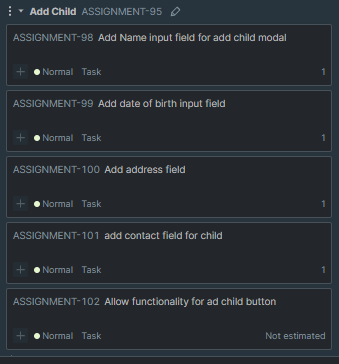 Add Child ASSIGNMENT-95
ASSIGNMENT-98 Add Name input field for add child modal
Normal Task 1
ASSIGNMENT-99 Add date of birth input field
Normal Task 1
ASSIGNMENT-100 Add address field
Normal Task 1
ASSIGNMENT-101 add contact field for child
Normal Task 1
ASSIGNMENT-102 Allow functionality for ad child button
Normal Task Not estimated